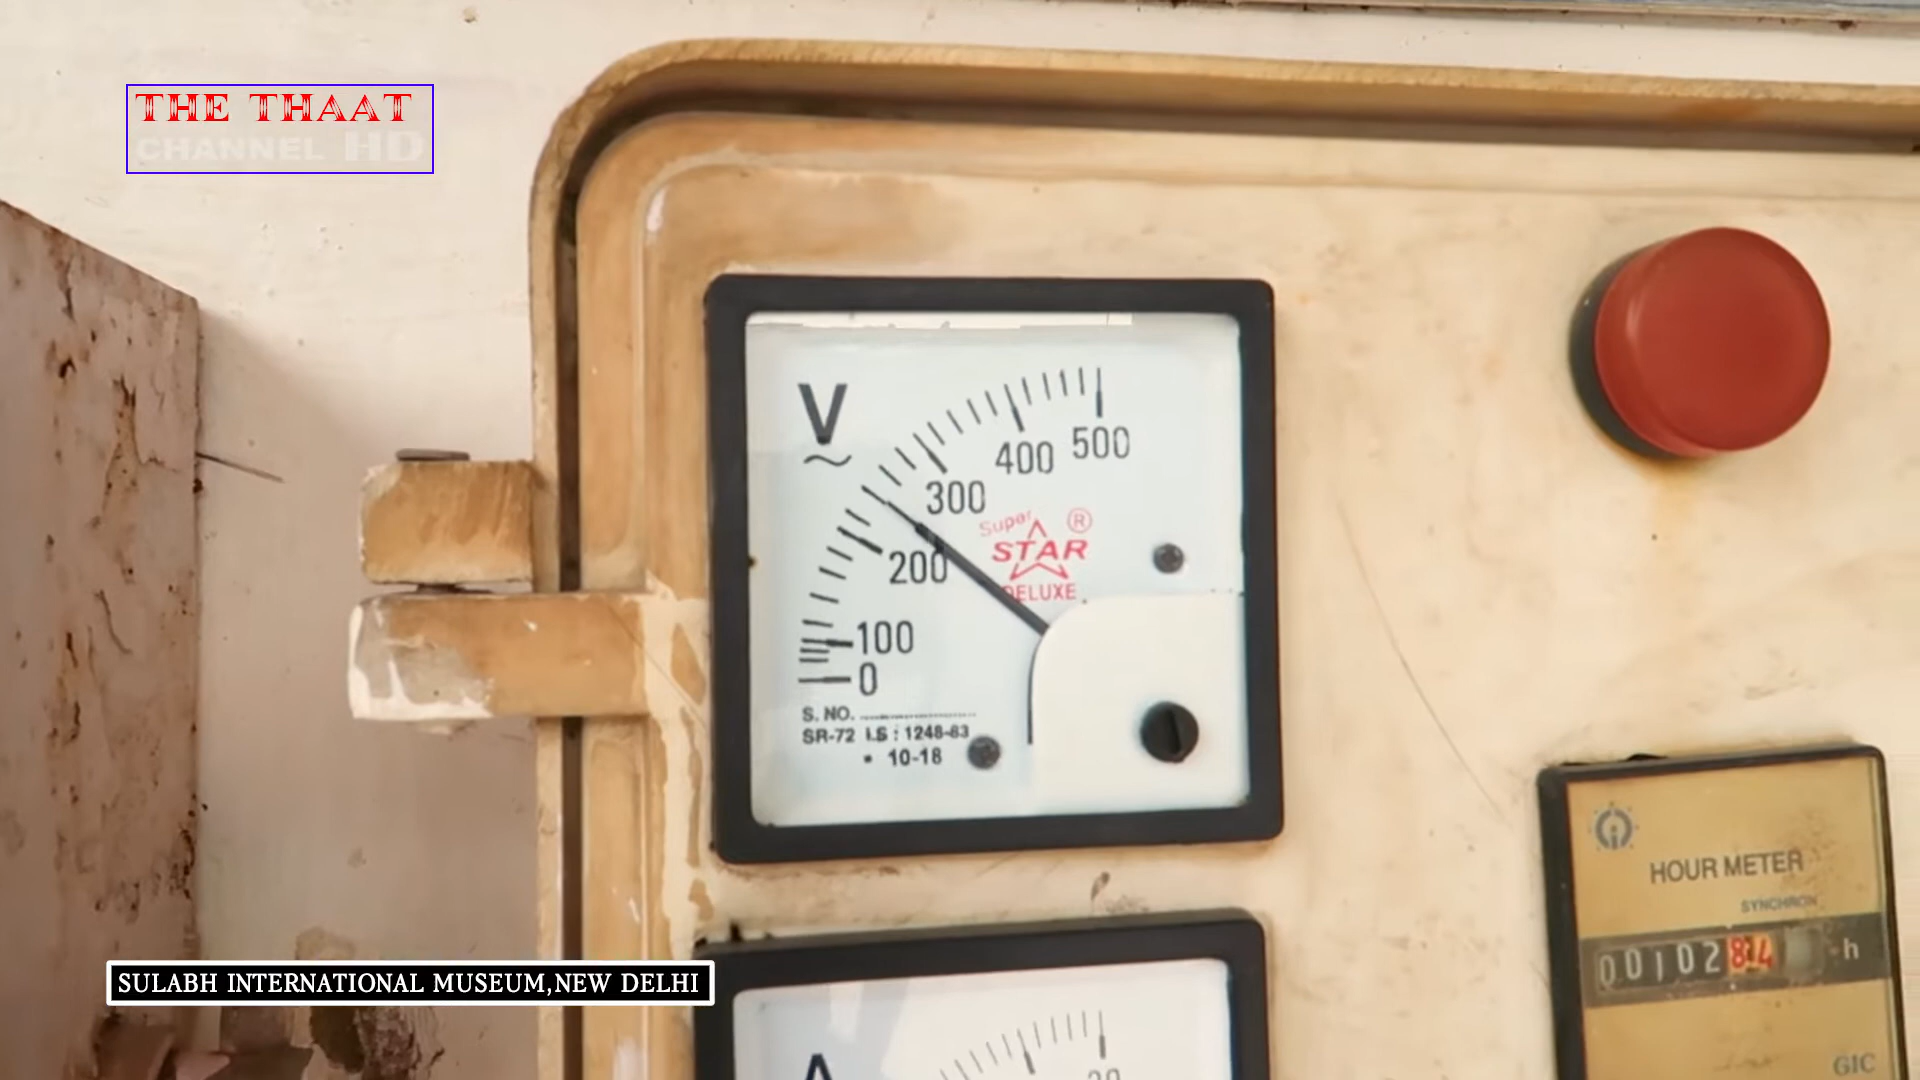 THE THAAT
CHANNEL HD
V
500
400
300
200
100
0
Super
®
STAR
DELUXE
S. NO.
SR-72 I.S : 1248-83
• 10-18
HOUR METER
SYNCHRON
0010284 -h
GIC
A
SULABH INTERNATIONAL MUSEUM,NEW DELHI